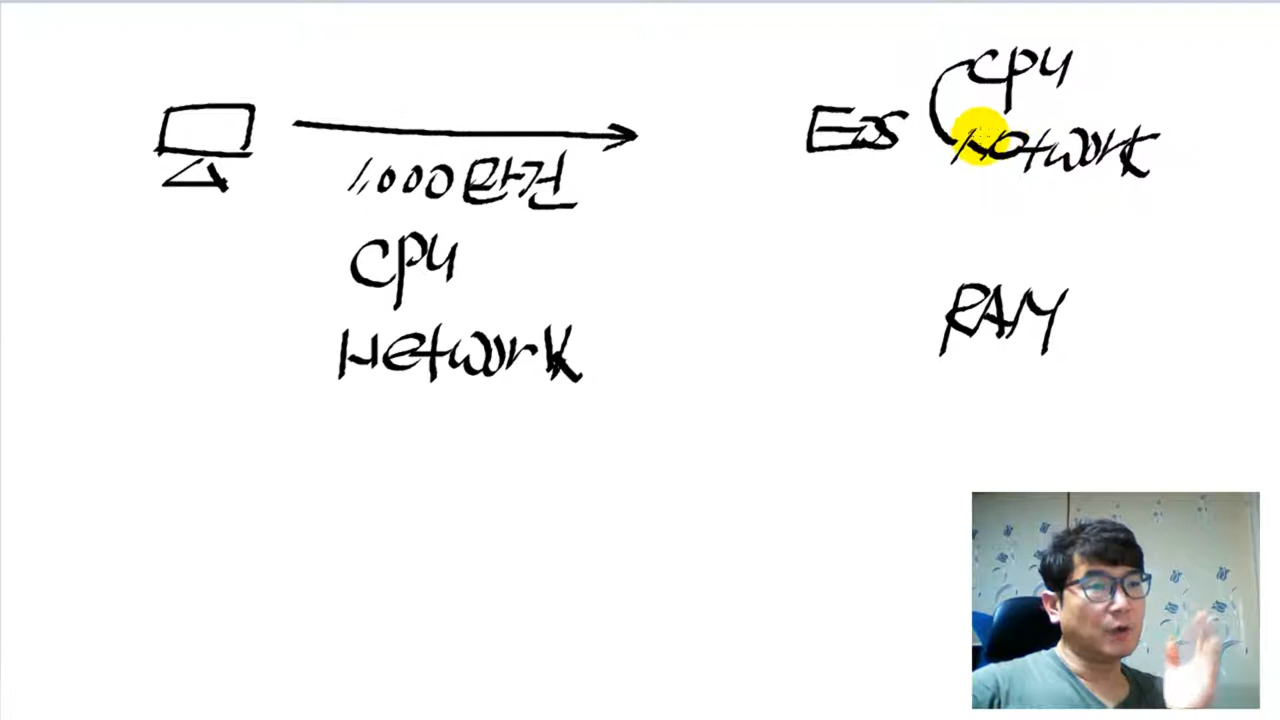 1,000만건
CPU
Network
EOS
CPU
Network
RAM